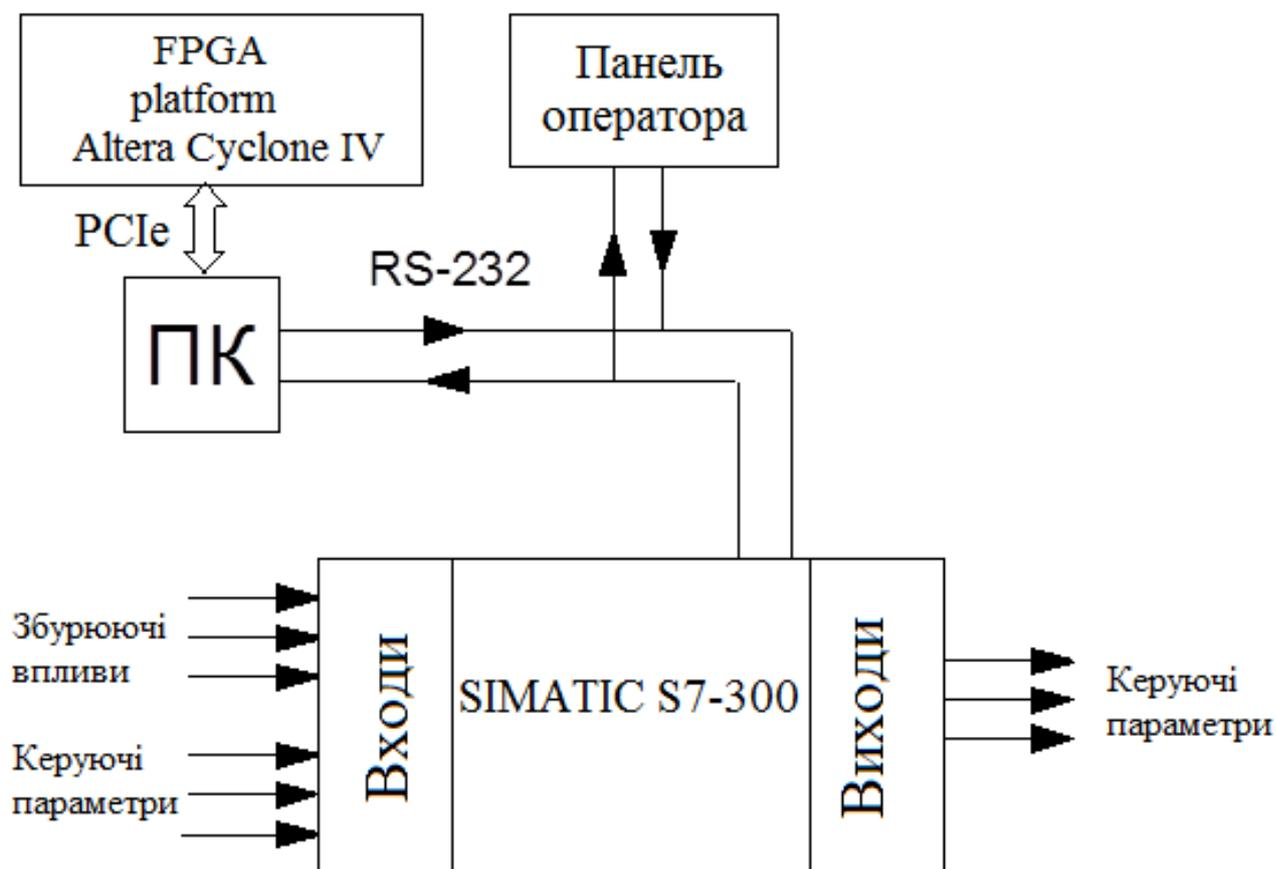 FPGA
platform
Altera Cyclone IV
Панель
оператора
PCIe
RS-232
ПК
Збурюючі
впливи
Керуючі
параметри
Входи
SIMATIC S7-300
Виходи
Керуючі
параметри